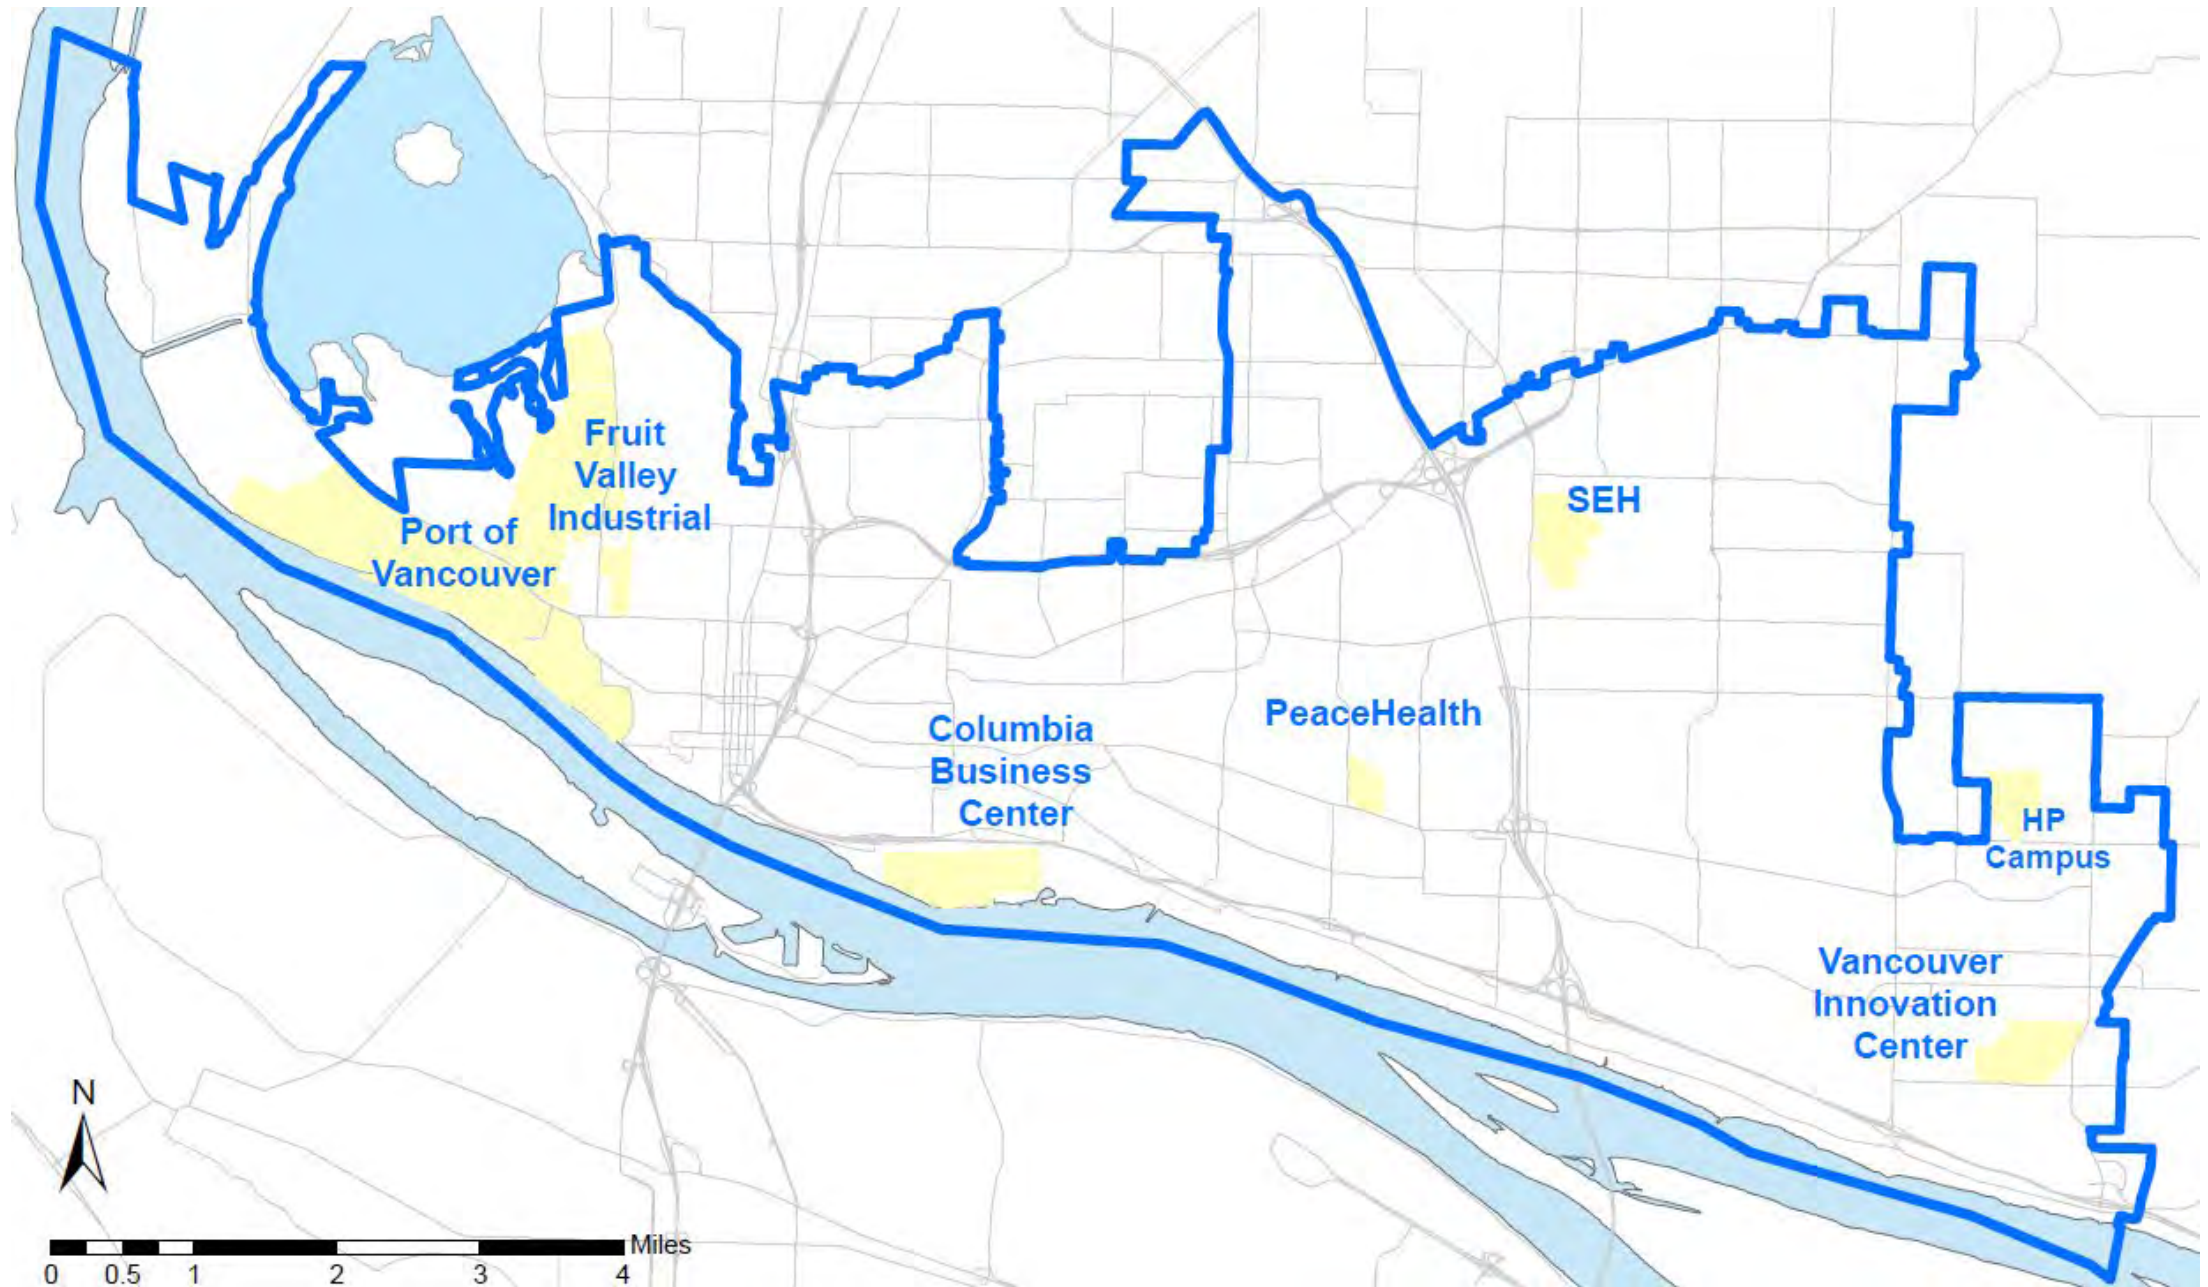 Fruit
Valley
Industrial
Port of
Vancouver
SEH
PeaceHealth
Columbia
Business
Center
HP
Campus
Vancouver
Innovation
Center
N
Miles
0 0.5 1 2 3 4